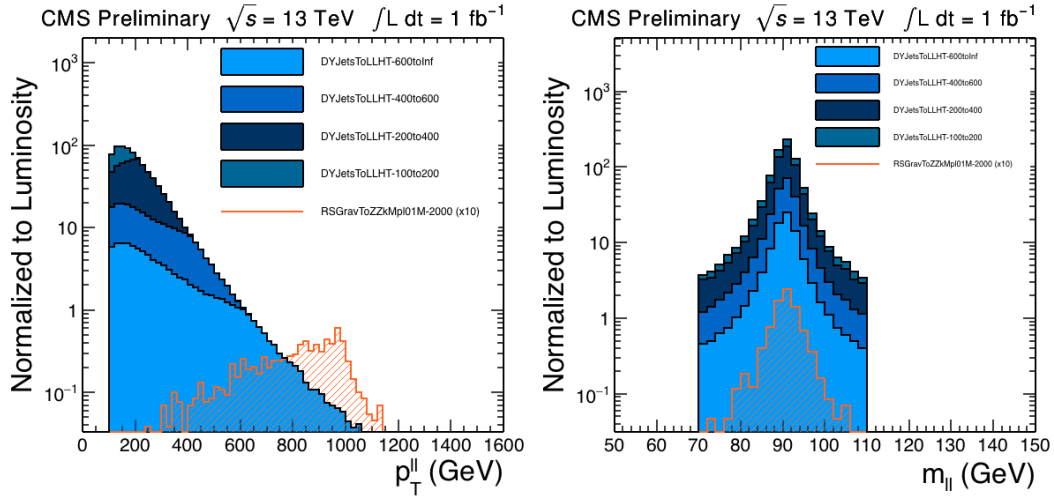 CMS Preliminary √s = 13 TeV ∫L dt = 1 fb⁻¹
Normalized to Luminosity
10³
10²
10
1
10⁻¹
DYJetsToLLHT-600toInf
DYJetsToLLHT-400to600
DYJetsToLLHT-200to400
DYJetsToLLHT-100to200
RSGravToZZkMpl01M-2000 (x10)
0 200 400 600 800 1000 1200 1400 1600
p_T^ll (GeV)
CMS Preliminary √s = 13 TeV ∫L dt = 1 fb⁻¹
Normalized to Luminosity
10³
10²
10
1
10⁻¹
DYJetsToLLHT-600toInf
DYJetsToLLHT-400to600
DYJetsToLLHT-200to400
DYJetsToLLHT-100to200
RSGravToZZkMpl01M-2000 (x10)
50 60 70 80 90 100 110 120 130 140 150
m_ll (GeV)